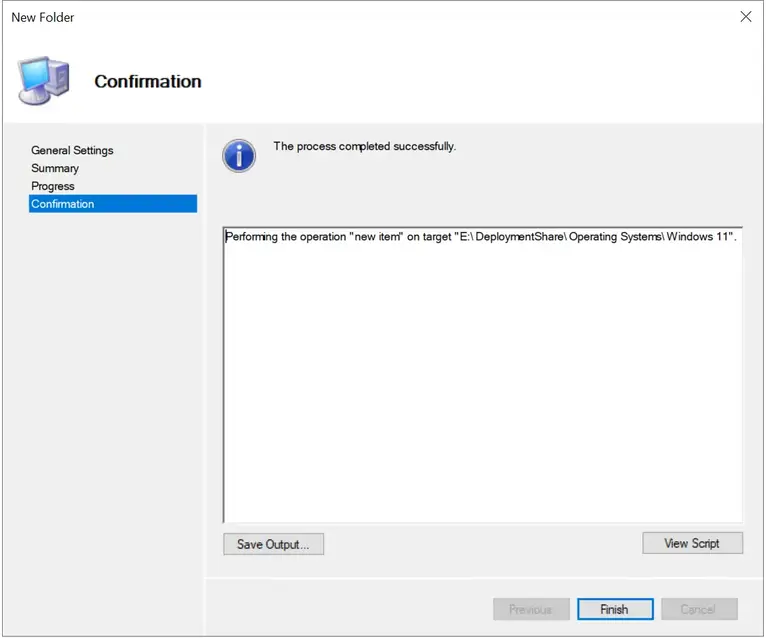 New Folder
Confirmation
General Settings
Summary
Progress
Confirmation
The process completed successfully.
Performing the operation "new item" on target "E:\DeploymentShare\Operating Systems\Windows 11".
Save Output...
View Script
Previous
Finish
Cancel